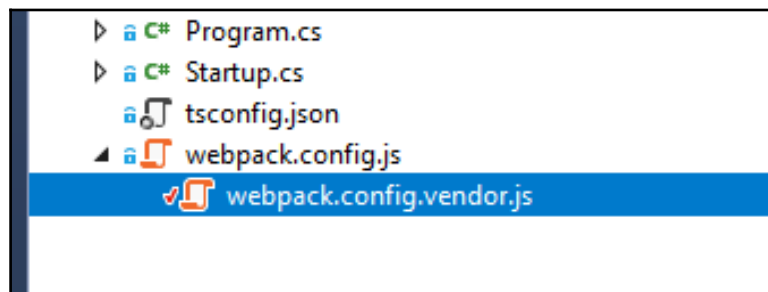 C# Program.cs
C# Startup.cs
tsconfig.json
webpack.config.js
webpack.config.vendor.js